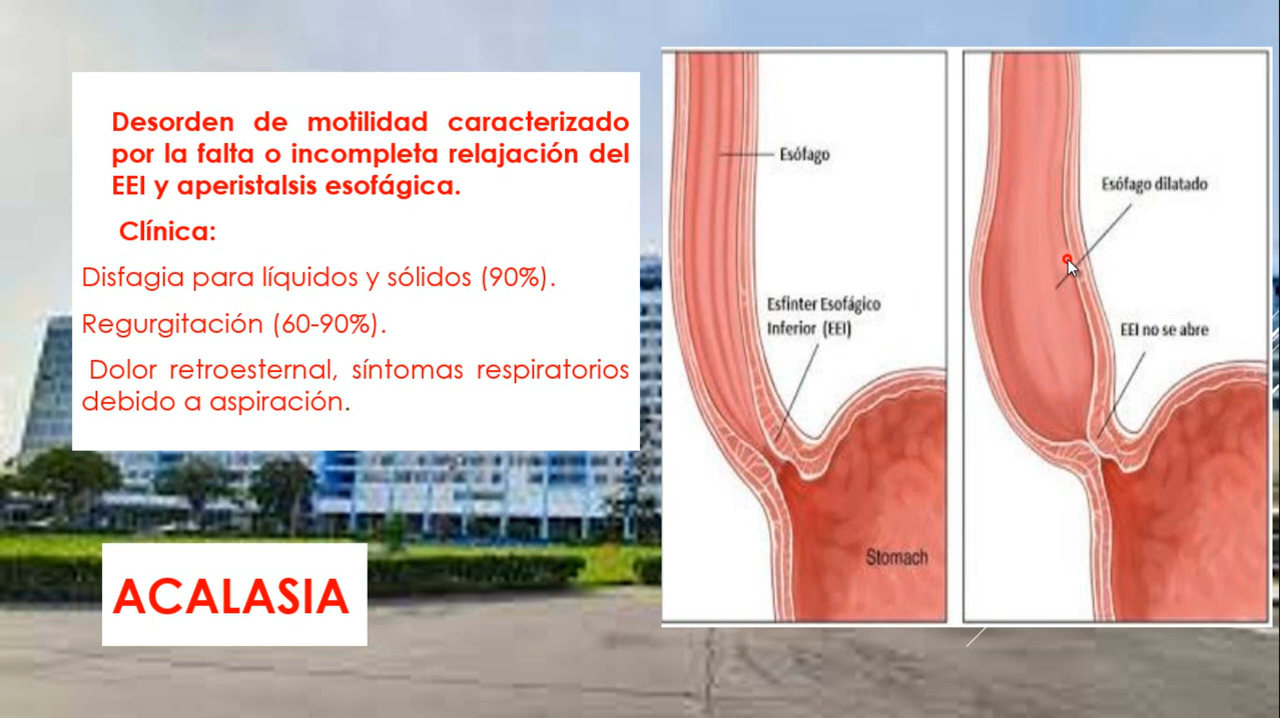 Desorden de motilidad caracterizado
por la falta o incompleta relajación del
EEI y aperistalsis esofágica.
Clínica:
Disfagia para líquidos y sólidos (90%).
Regurgitación (60-90%).
Dolor retroesternal, síntomas respiratorios
debido a aspiración.
ACALASIA
Esófago
Esfinter Esofágico
Inferior (EEI)
Stomach
Esófago dilatado
EEI no se abre